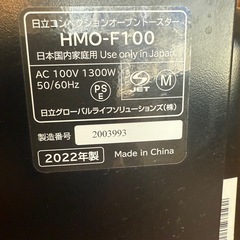 日立コンベクションオーブントースター
HMO-F100
日本国内家庭用 Use only in Japan
AC 100V 1300W
50/60Hz
PS
E
JET
M
日立グローバルライフソリューションズ(株)
製造番号 2003993
2022年製 Made in China